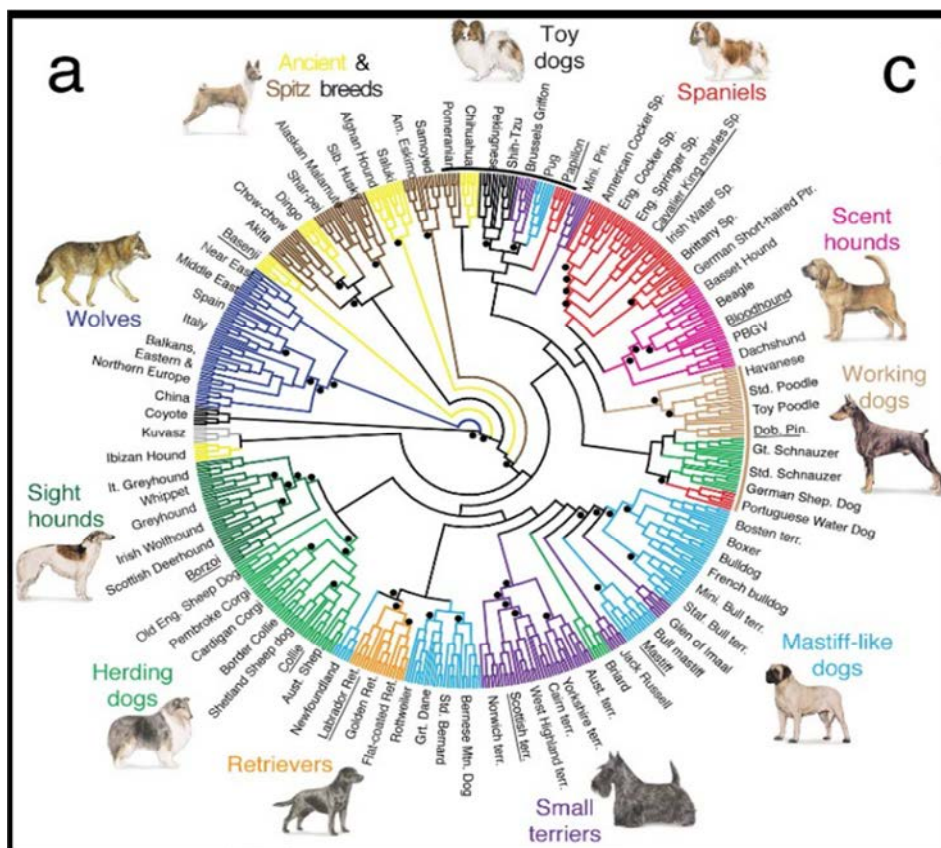 a
c
Ancient &
Spitz breeds
Toy
dogs
Spaniels
Scent
hounds
Working
dogs
Mastiff-like
dogs
Small
terriers
Retrievers
Herding
dogs
Sight
hounds
Wolves
Basenji
Akita
Chow-chow
Dingo
Shar-pei
Alaskan Malamute
Sib. Husk
Afghan Hound
Saluki
Am. Eskimo
Samoyed
Pomeranian
Chihuahua
Pekingnese
Shih-Tzu
Brussels Griffon
Pug
Papillon
Mini. Pin.
American Cocker Sp.
Eng. Cocker Sp.
Eng. Springer Sp.
Cavalier King charles Sp.
Irish Water Sp.
Brittany Sp.
German Short-haired Ptr.
Basset Hound
Beagle
Bloodhound
PBGV
Dachshund
Havanese
Std. Poodle
Toy Poodle
Dob. Pin.
Gt. Schnauzer
Std. Schnauzer
German Shep. Dog
Portuguese Water Dog
Bosten terr.
Boxer
Bulldog
French bulldog
Mini. Bull terr.
Staf. Bull terr.
Glen of Imaal
Bull mastiff
Mastiff
Jack Russell
Briard
Aust. terr.
Yorkshire terr.
Cairn terr.
West Highland terr.
Scottish terr.
Norwich terr.
Bernese Mtn. Dog
Std. Bernard
Grt. Dane
Rottweiler
Flat-coated Ret.
Golden Ret.
Labrador Ret.
Newfoundland
Aust. Shep
Collie
Shetland Sheep dog
Border Collie
Cardigan Corgi
Pembroke Corgi
Old Eng. Sheep Dog
Borzoi
Scottish Deerhound
Irish Wolfhound
Greyhound
Whippet
It. Greyhound
Ibizan Hound
Kuvasz
Coyote
China
Northern Europe
Eastern &
Balkans,
Italy
Spain
Middle East
Near East